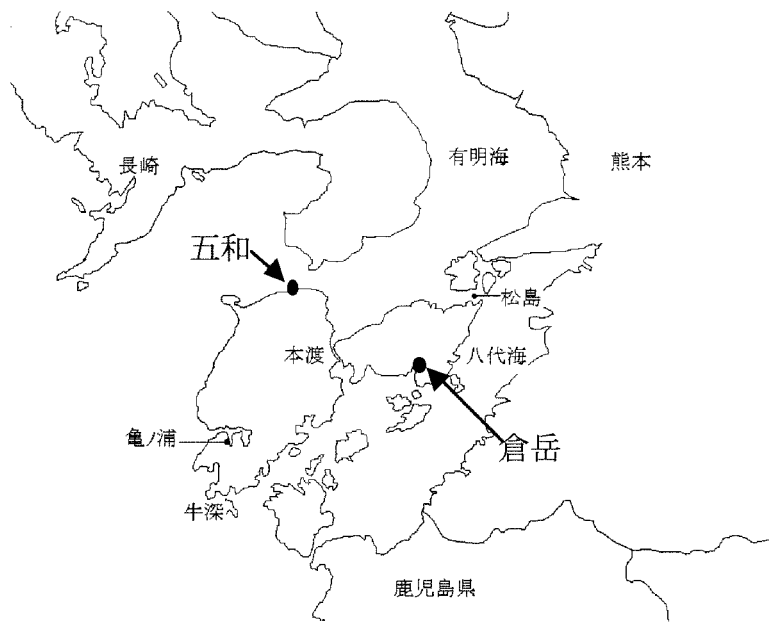 有明海
熊本
長崎
五和
松島
本渡
八代海
亀ノ浦
倉岳
牛深
鹿児島県